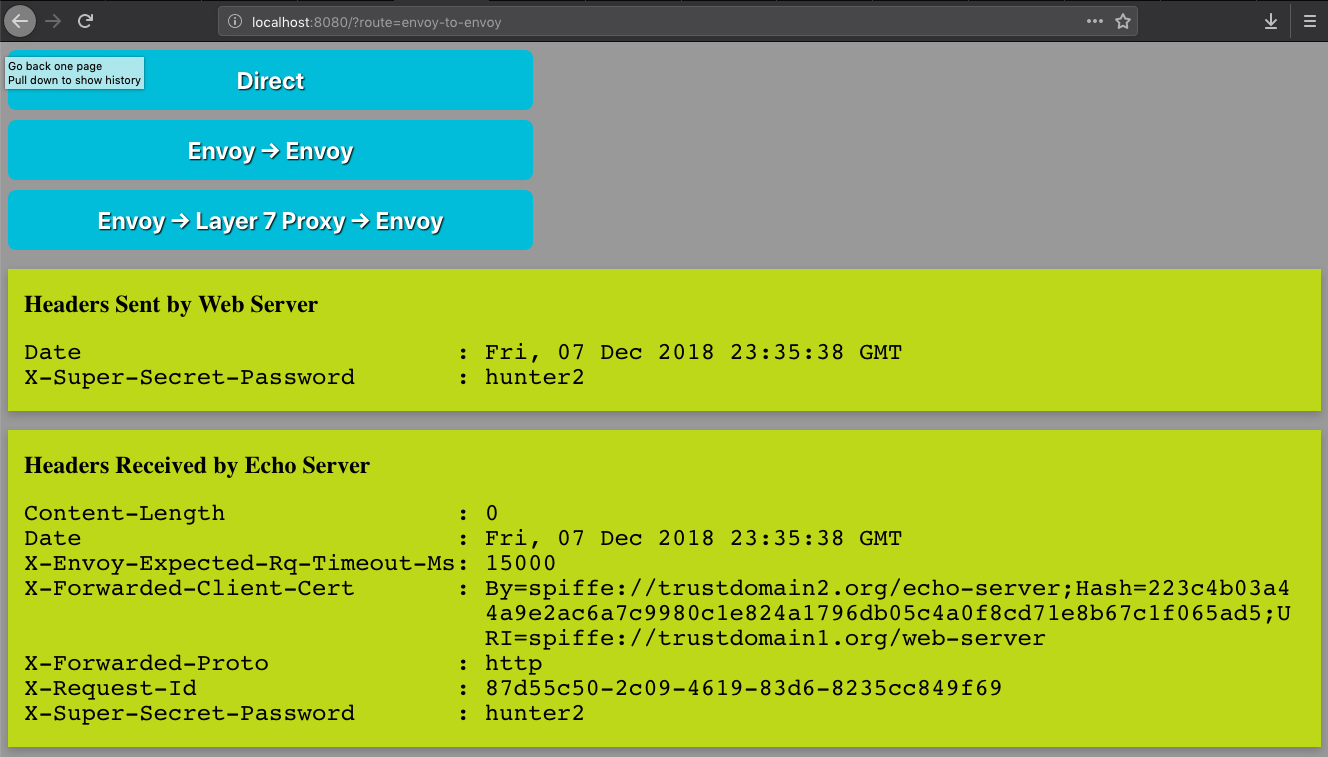 localhost:8080/?route=envoy-to-envoy
Go back one page
Pull down to show history
Direct
Envoy → Envoy
Envoy → Layer 7 Proxy → Envoy
Headers Sent by Web Server
Date : Fri, 07 Dec 2018 23:35:38 GMT
X-Super-Secret-Password : hunter2
Headers Received by Echo Server
Content-Length : 0
Date : Fri, 07 Dec 2018 23:35:38 GMT
X-Envoy-Expected-Rq-Timeout-Ms: 15000
X-Forwarded-Client-Cert : By=spiffe://trustdomain2.org/echo-server;Hash=223c4b03a4
4a9e2ac6a7c9980c1e824a1796db05c4a0f8cd71e8b67c1f065ad5;U
RI=spiffe://trustdomain1.org/web-server
X-Forwarded-Proto : http
X-Request-Id : 87d55c50-2c09-4619-83d6-8235cc849f69
X-Super-Secret-Password : hunter2